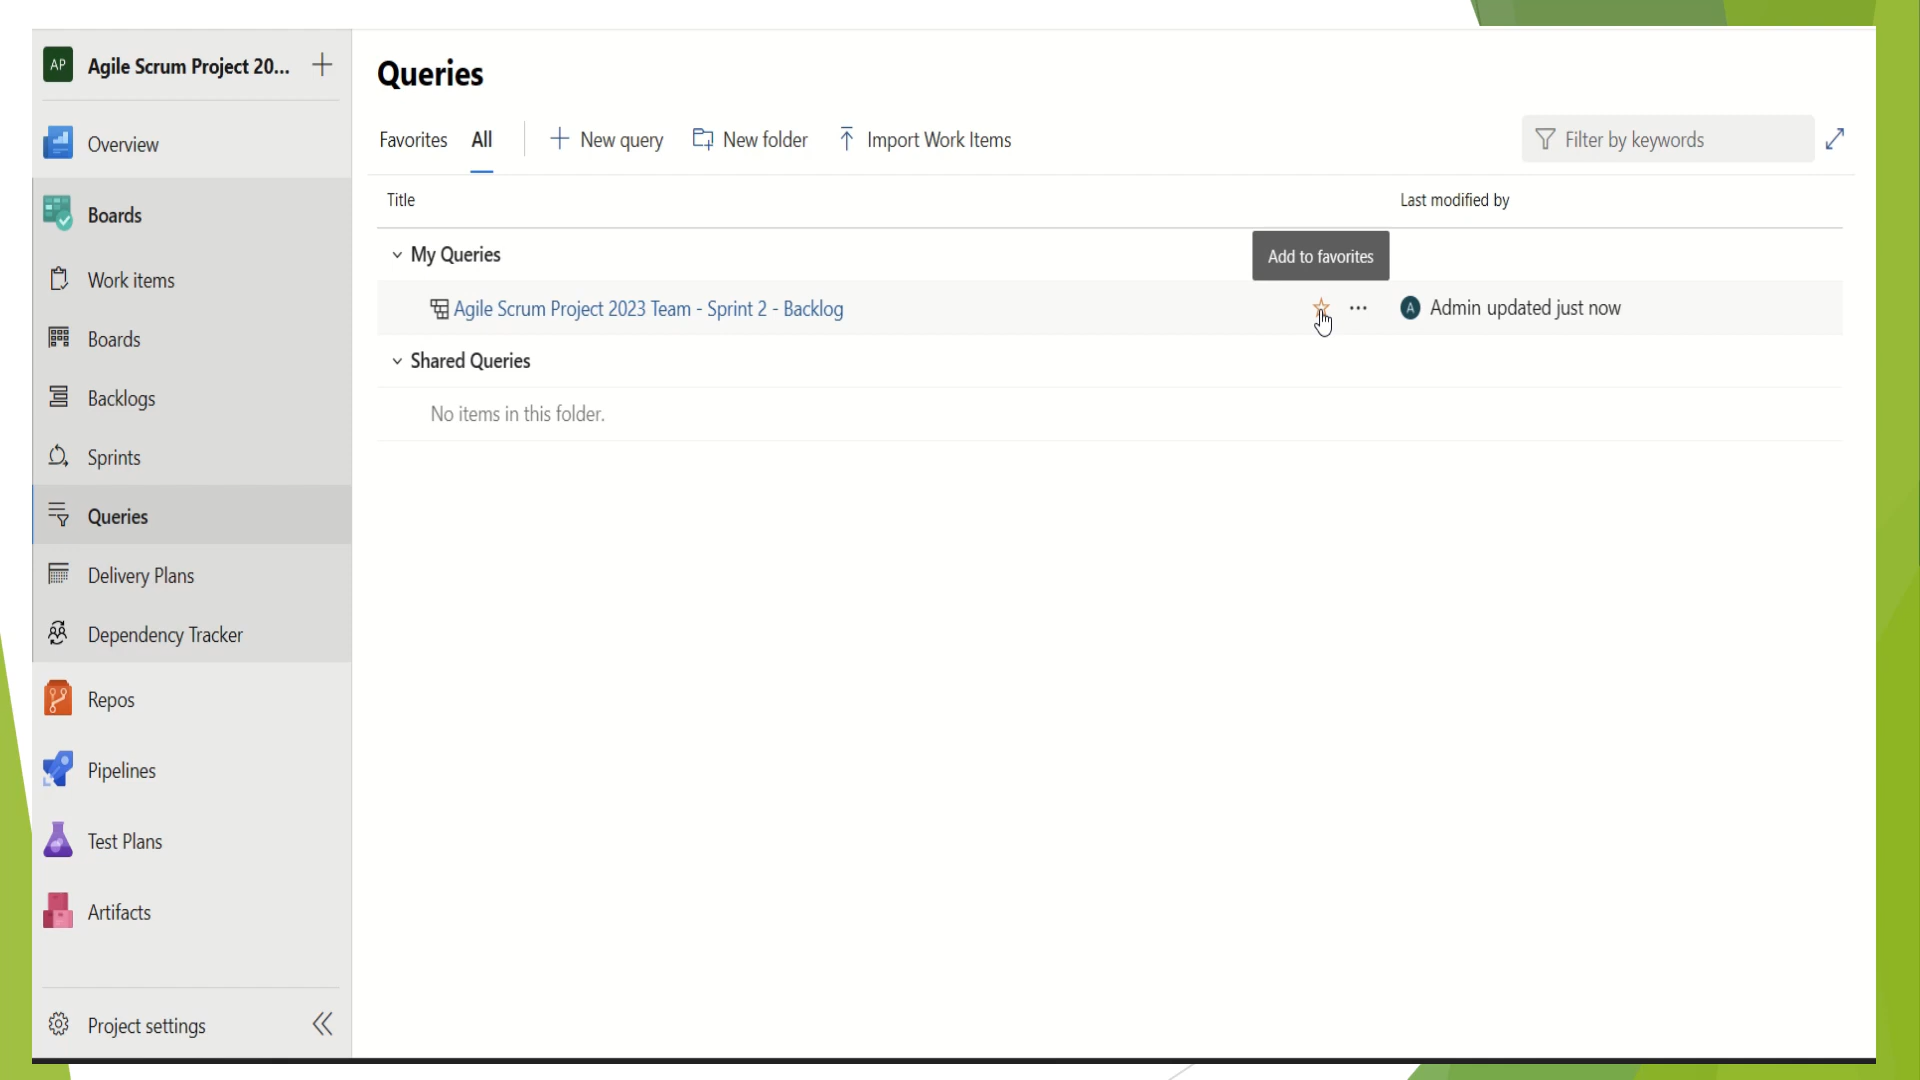 AP Agile Scrum Project 20...
Overview
Boards
Work items
Boards
Backlogs
Sprints
Queries
Delivery Plans
Dependency Tracker
Repos
Pipelines
Test Plans
Artifacts
Project settings
Queries
Favorites All New query New folder Import Work Items Filter by keywords
Title Last modified by
My Queries
Add to favorites
Agile Scrum Project 2023 Team - Sprint 2 - Backlog A Admin updated just now
Shared Queries
No items in this folder.